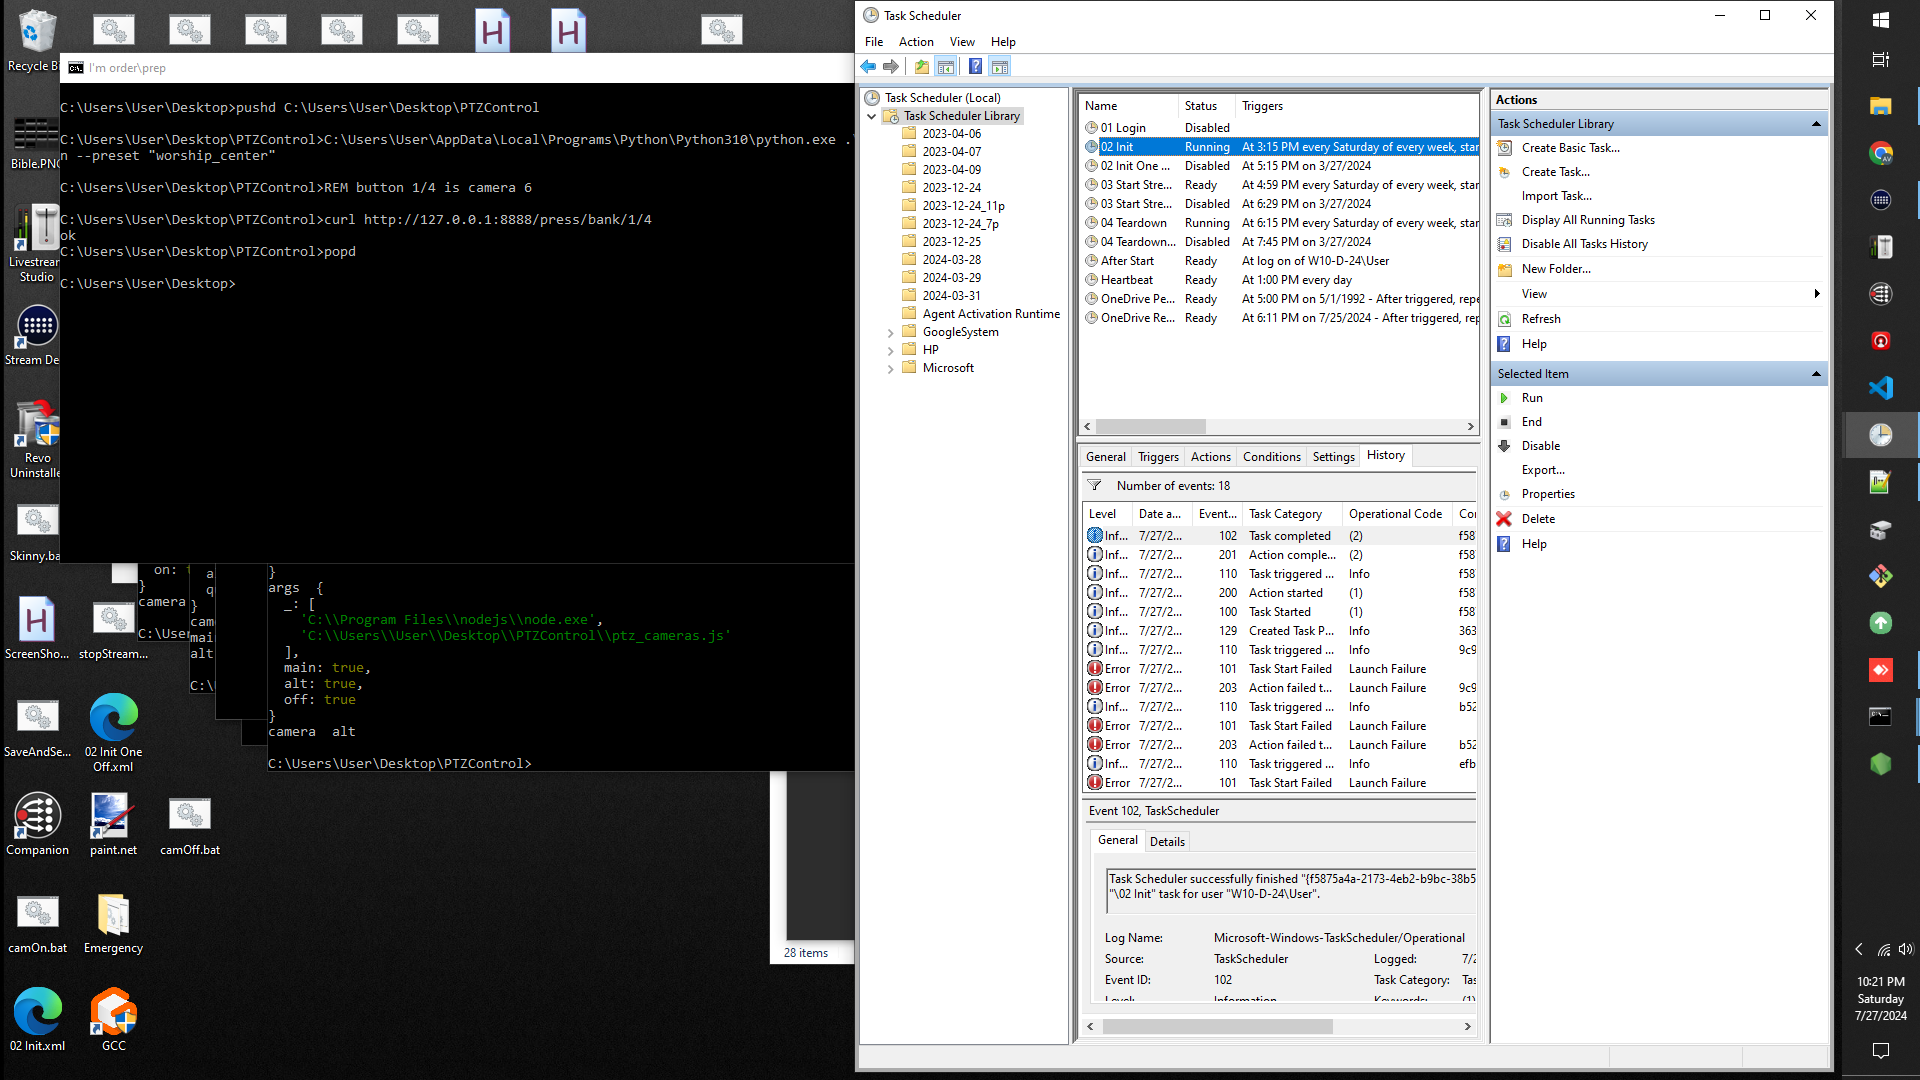 Recycle Bi
Bible.PNG
Livestream
Studio
Stream De
Revo
Uninstalle
Skinny.ba
ScreenSho...
stopStream...
SaveAndSe...
02 Init One
Off.xml
Companion
paint.net
camOff.bat
camOn.bat
Emergency
02 Init.xml
GCC
I'm order\prep
C:\Users\User\Desktop>pushd C:\Users\User\Desktop\PTZControl
C:\Users\User\Desktop\PTZControl>C:\Users\User\AppData\Local\Programs\Python\Python310\python.exe .\
n --preset "worship_center"
C:\Users\User\Desktop\PTZControl>REM button 1/4 is camera 6
C:\Users\User\Desktop\PTZControl>curl http://127.0.0.1:8888/press/bank/1/4
ok
C:\Users\User\Desktop\PTZControl>popd
C:\Users\User\Desktop>
on: t
}
camera
C:\User
a
q
}
cam
mai
alt
C:\U
}
args  {
_: [
'C:\\Program Files\\nodejs\\node.exe',
'C:\\Users\\User\\Desktop\\PTZControl\\ptz_cameras.js'
],
main: true,
alt: true,
off: true
}
camera  alt
C:\Users\User\Desktop\PTZControl>
28 items
Task Scheduler
File Action View Help
Task Scheduler (Local)
Task Scheduler Library
2023-04-06
2023-04-07
2023-04-09
2023-12-24
2023-12-24_11p
2023-12-24_7p
2023-12-25
2024-03-28
2024-03-29
2024-03-31
Agent Activation Runtime
GoogleSystem
HP
Microsoft
Name Status Triggers
01 Login Disabled
02 Init Running At 3:15 PM every Saturday of every week, star
02 Init One ... Disabled At 5:15 PM on 3/27/2024
03 Start Stre... Ready At 4:59 PM every Saturday of every week, star
03 Start Stre... Disabled At 6:29 PM on 3/27/2024
04 Teardown Running At 6:15 PM every Saturday of every week, star
04 Teardown... Disabled At 7:45 PM on 3/27/2024
After Start Ready At log on of W10-D-24\User
Heartbeat Ready At 1:00 PM every day
OneDrive Pe... Ready At 5:00 PM on 5/1/1992 - After triggered, repe
OneDrive Re... Ready At 6:11 PM on 7/25/2024 - After triggered, rep
General Triggers Actions Conditions Settings History
Number of events: 18
Level Date a... Event... Task Category Operational Code Cor
Inf... 7/27/2... 102 Task completed (2) f587
Inf... 7/27/2... 201 Action comple... (2) f587
Inf... 7/27/2... 110 Task triggered ... Info f587
Inf... 7/27/2... 200 Action started (1) f587
Inf... 7/27/2... 100 Task Started (1) f587
Inf... 7/27/2... 129 Created Task P... Info 363
Inf... 7/27/2... 110 Task triggered ... Info 9c9
Error 7/27/2... 101 Task Start Failed Launch Failure
Error 7/27/2... 203 Action failed t... Launch Failure 9c9
Inf... 7/27/2... 110 Task triggered ... Info b52
Error 7/27/2... 101 Task Start Failed Launch Failure
Error 7/27/2... 203 Action failed t... Launch Failure b52
Inf... 7/27/2... 110 Task triggered ... Info efb
Error 7/27/2... 101 Task Start Failed Launch Failure
Event 102, TaskScheduler
General Details
Task Scheduler successfully finished "{f5875a4a-2173-4eb2-b9bc-38b5
"\02 Init" task for user "W10-D-24\User".
Log Name: Microsoft-Windows-TaskScheduler/Operational
Source: TaskScheduler Logged: 7/2
Event ID: 102 Task Category: Tas
Level: Information Keywords: (1)
Actions
Task Scheduler Library
Create Basic Task...
Create Task...
Import Task...
Display All Running Tasks
Disable All Tasks History
New Folder...
View
Refresh
Help
Selected Item
Run
End
Disable
Export...
Properties
Delete
Help
10:21 PM
Saturday
7/27/2024